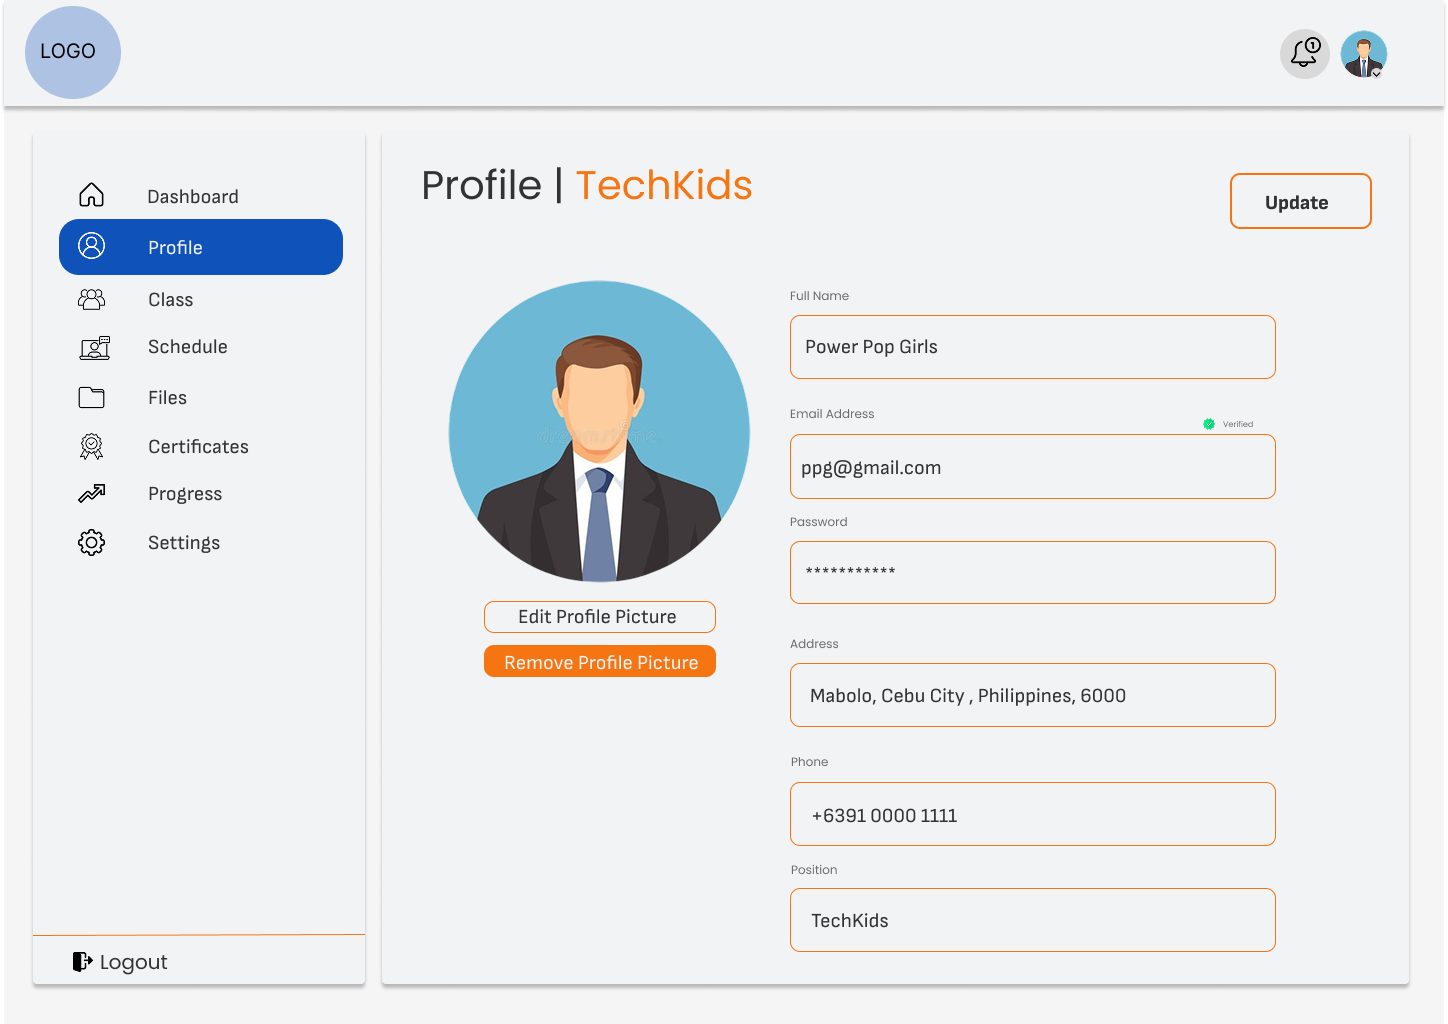 LOGO
1
Dashboard
Profile
Class
Schedule
Files
Certificates
Progress
Settings
Logout
Profile | TechKids
Update
Edit Profile Picture
Remove Profile Picture
Full Name
Power Pop Girls
Email Address
Verified
ppg@gmail.com
Password
***********
Address
Mabolo, Cebu City , Philippines, 6000
Phone
+6391 0000 1111
Position
TechKids